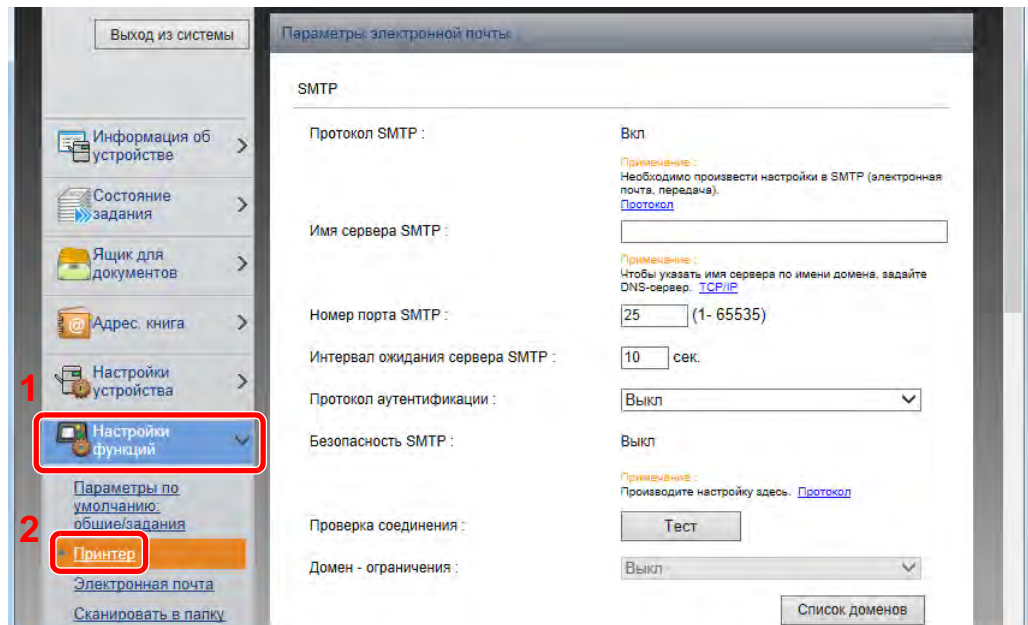 Выход из системы
Параметры электронной почты
SMTP
Информация об
устройстве
Состояние
задания
Ящик для
документов
Адрес. книга
Настройки
устройства
1
Настройки
функций
Параметры по
умолчанию:
общие/задания
2
Принтер
Электронная почта
Сканировать в папку
Протокол SMTP :
Вкл
Примечание :
Необходимо произвести настройки в SMTP (электронная
почта, передача).
Протокол
Имя сервера SMTP :
Примечание :
Чтобы указать имя сервера по имени домена, задайте
DNS-сервер. TCP/IP
Номер порта SMTP :
25 (1- 65535)
Интервал ожидания сервера SMTP :
10 сек.
Протокол аутентификации :
Выкл
Безопасность SMTP :
Выкл
Примечание :
Производите настройку здесь. Протокол
Проверка соединения :
Тест
Домен - ограничения :
Выкл
Список доменов